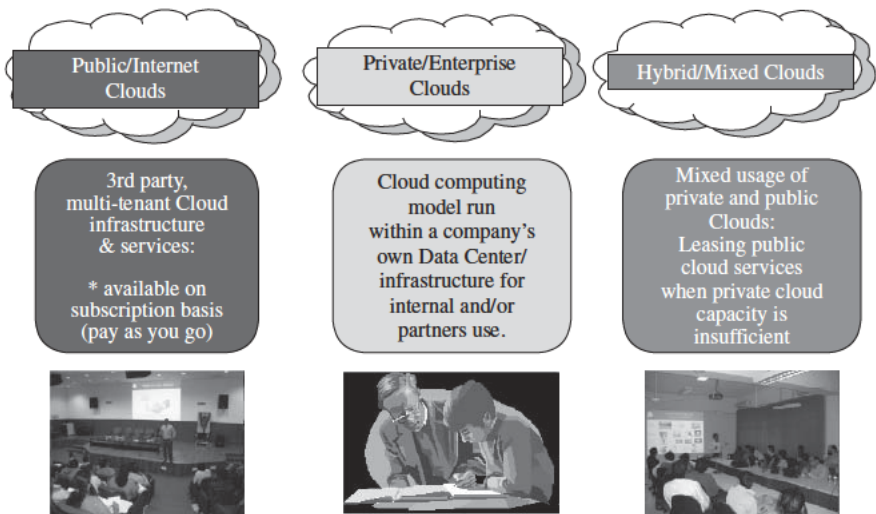 Public/Internet
Clouds
Private/Enterprise
Clouds
Hybrid/Mixed Clouds
3rd party,
multi-tenant Cloud
infrastructure
& services:
* available on
subscription basis
(pay as you go)
Cloud computing
model run
within a company’s
own Data Center/
infrastructure for
internal and/or
partners use.
Mixed usage of
private and public
Clouds:
Leasing public
cloud services
when private cloud
capacity is
insufficient